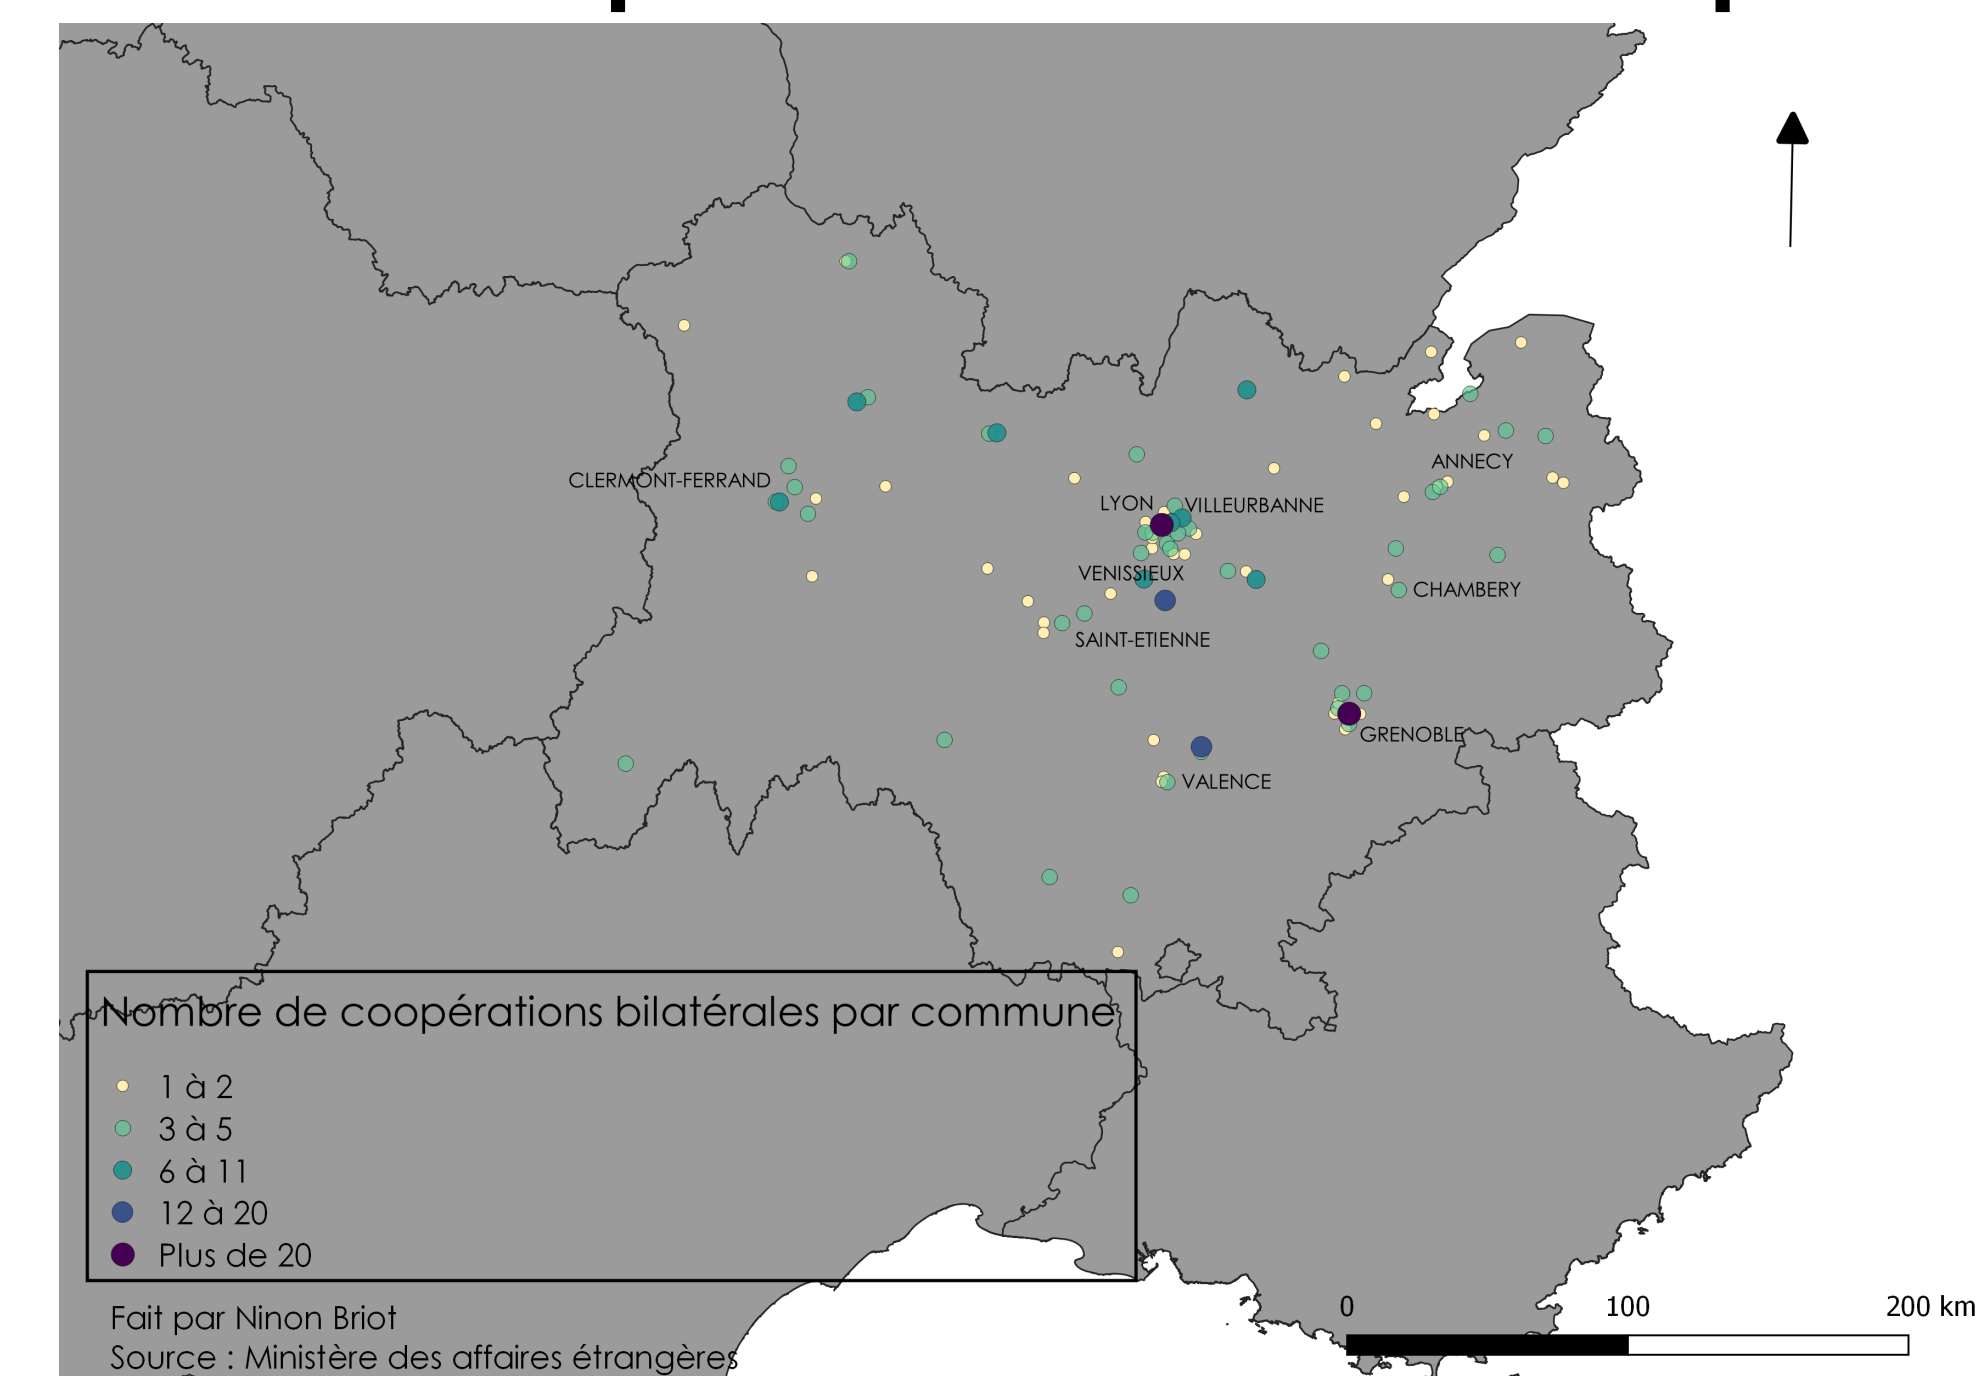 ANNECY
CLERMONT-FERRAND
LYON
VILLEURBANNE
VENISSIEUX
CHAMBERY
SAINT-ETIENNE
GRENOBLE
VALENCE
Nombre de coopérations bilatérales par commune
1 à 2
3 à 5
6 à 11
12 à 20
Plus de 20
Fait par Ninon Briot
Source : Ministère des affaires étrangères
0 100 200 km